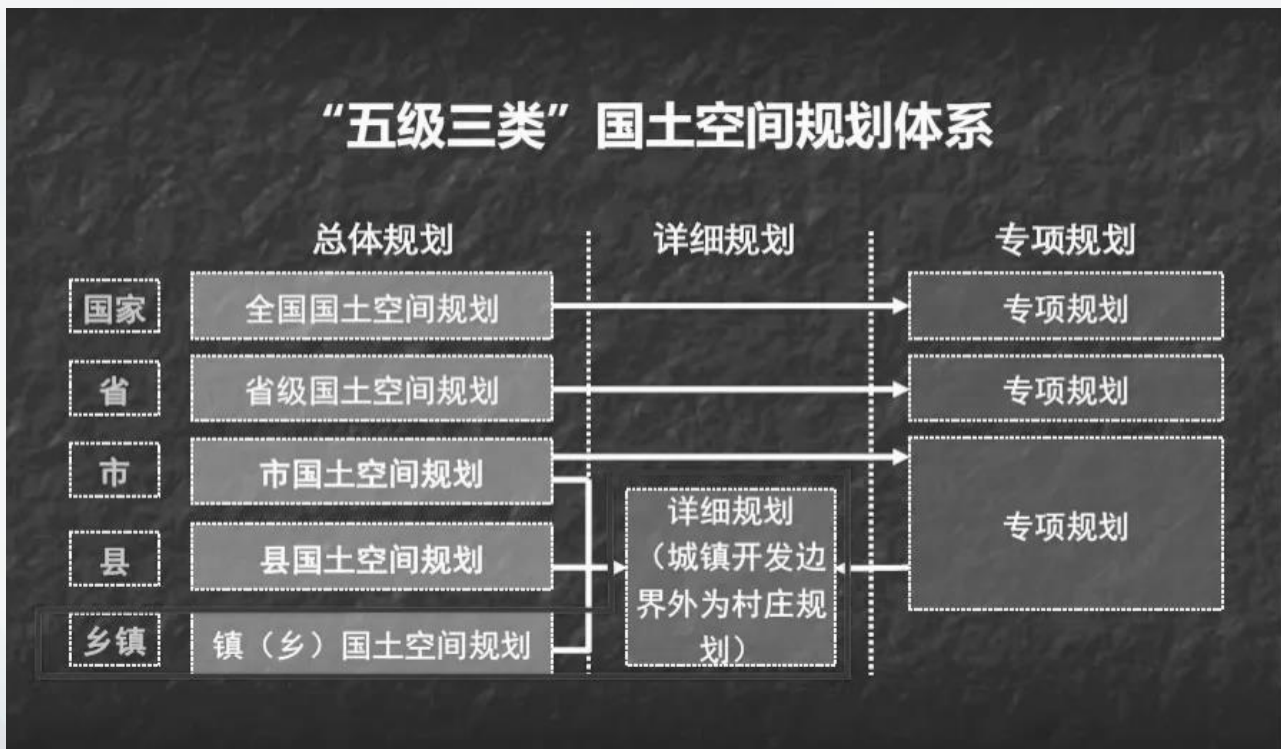 “五级三类”国土空间规划体系
总体规划
详细规划
专项规划
国家
全国国土空间规划
专项规划
省
省级国土空间规划
专项规划
市
市国土空间规划
专项规划
县
县国土空间规划
详细规划
（城镇开发边
界外为村庄规
划）
乡镇
镇（乡）国土空间规划